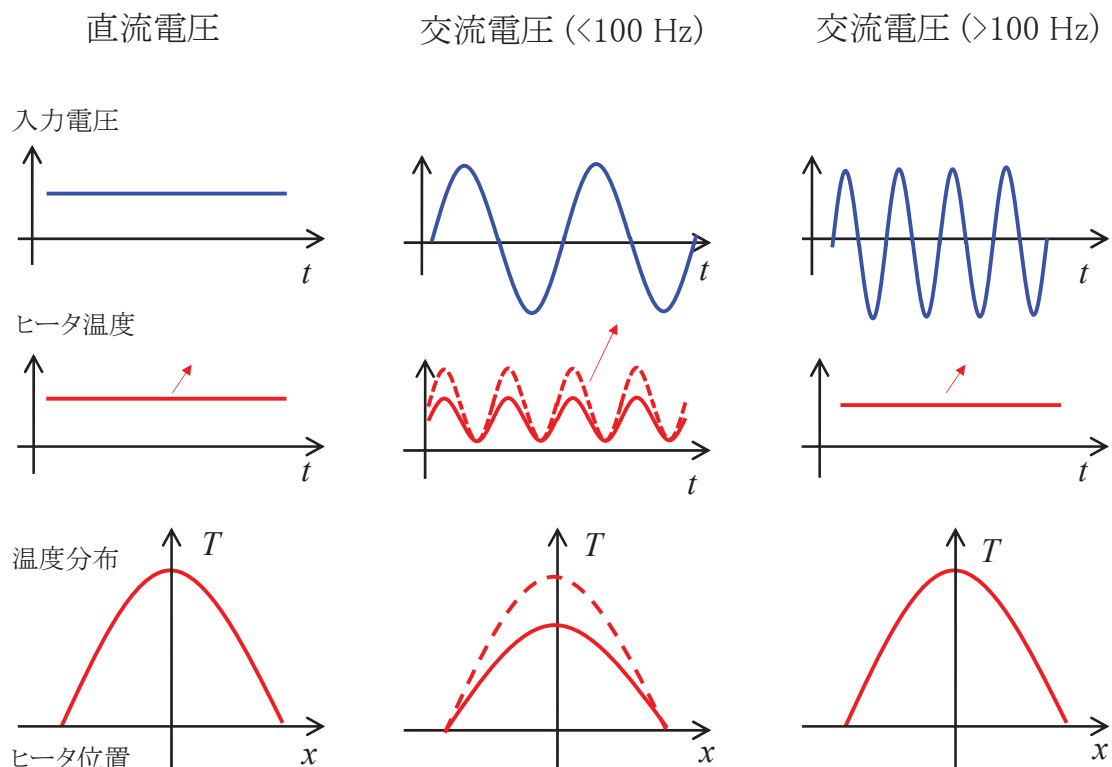 直流電圧
交流電圧 (<100 Hz)
交流電圧 (>100 Hz)
入力電圧
t
t
t
ヒータ温度
t
t
t
温度分布
T
T
T
ヒータ位置
x
x
x